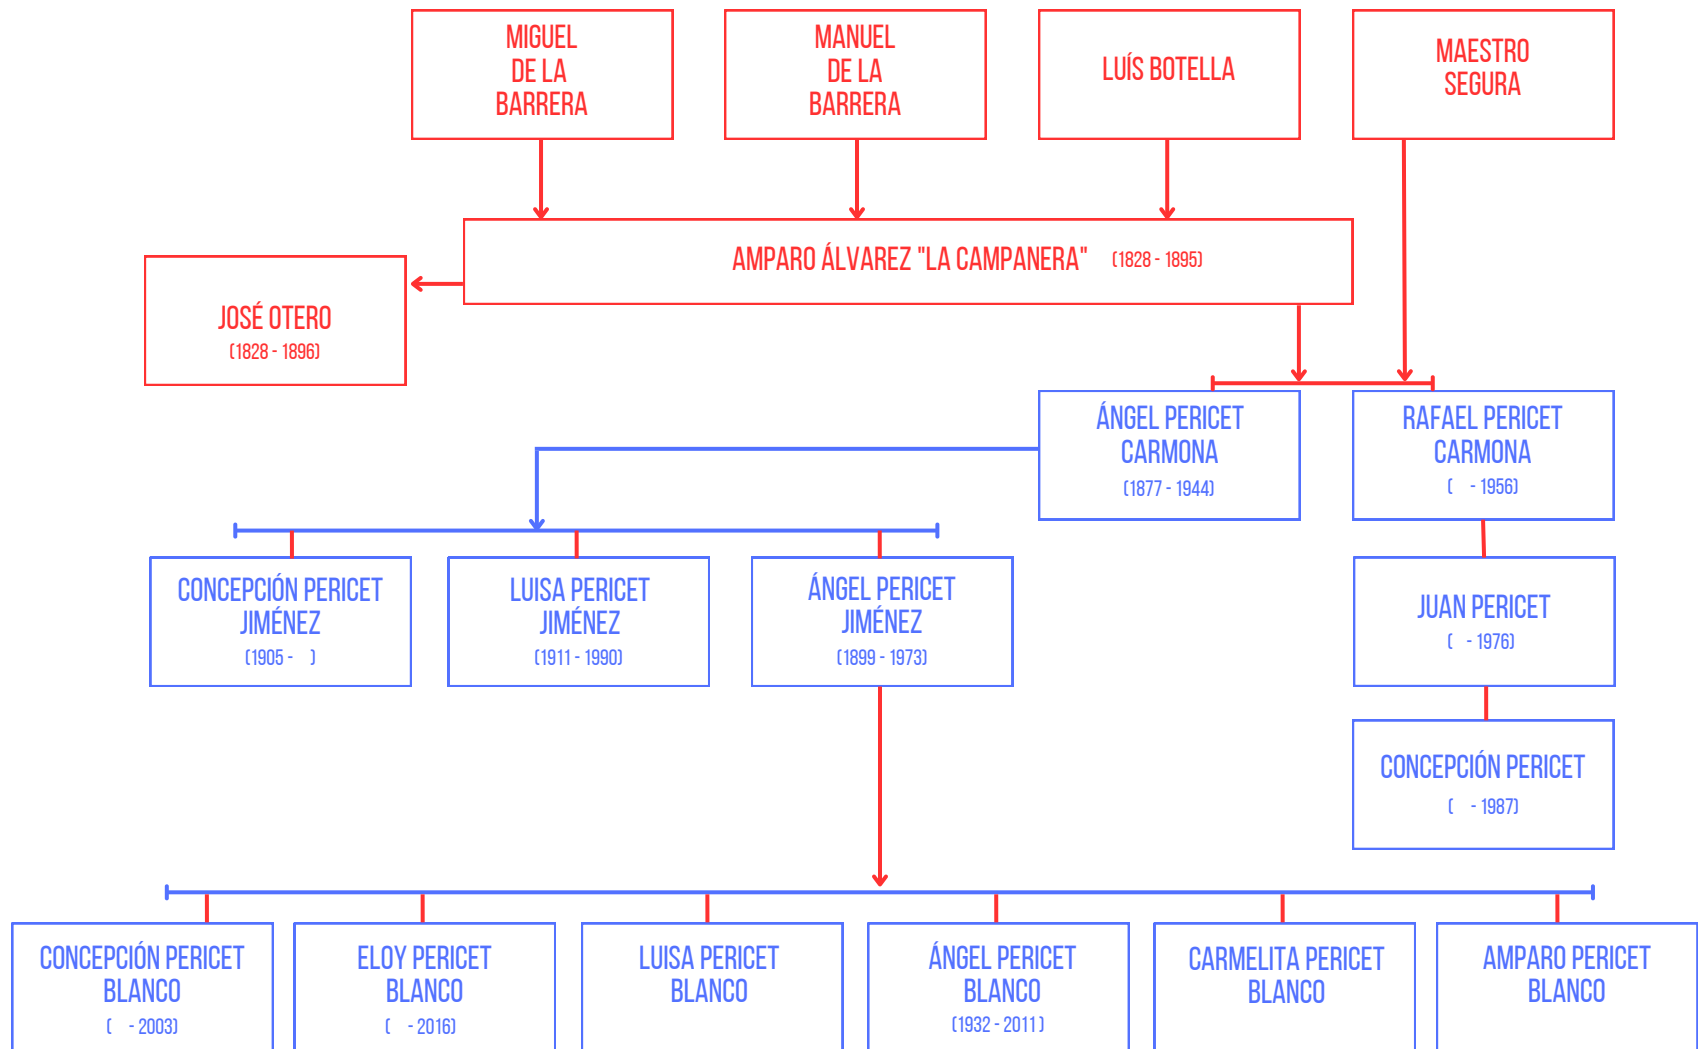 MIGUEL
DE LA
BARRERA
MANUEL
DE LA
BARRERA
LUÍS BOTELLA
MAESTRO
SEGURA
AMPARO ÁLVAREZ "LA CAMPANERA" (1828 - 1895)
JOSÉ OTERO
(1828 - 1896)
ÁNGEL PERICET
CARMONA
(1877 - 1944)
RAFAEL PERICET
CARMONA
( - 1956)
CONCEPCIÓN PERICET
JIMÉNEZ
(1905 - )
LUISA PERICET
JIMÉNEZ
(1911 - 1990)
ÁNGEL PERICET
JIMÉNEZ
(1899 - 1973)
JUAN PERICET
( - 1976)
CONCEPCIÓN PERICET
( - 1987)
CONCEPCIÓN PERICET
BLANCO
( - 2003)
ELOY PERICET
BLANCO
( - 2016)
LUISA PERICET
BLANCO
ÁNGEL PERICET
BLANCO
(1932 - 2011)
CARMELITA PERICET
BLANCO
AMPARO PERICET
BLANCO